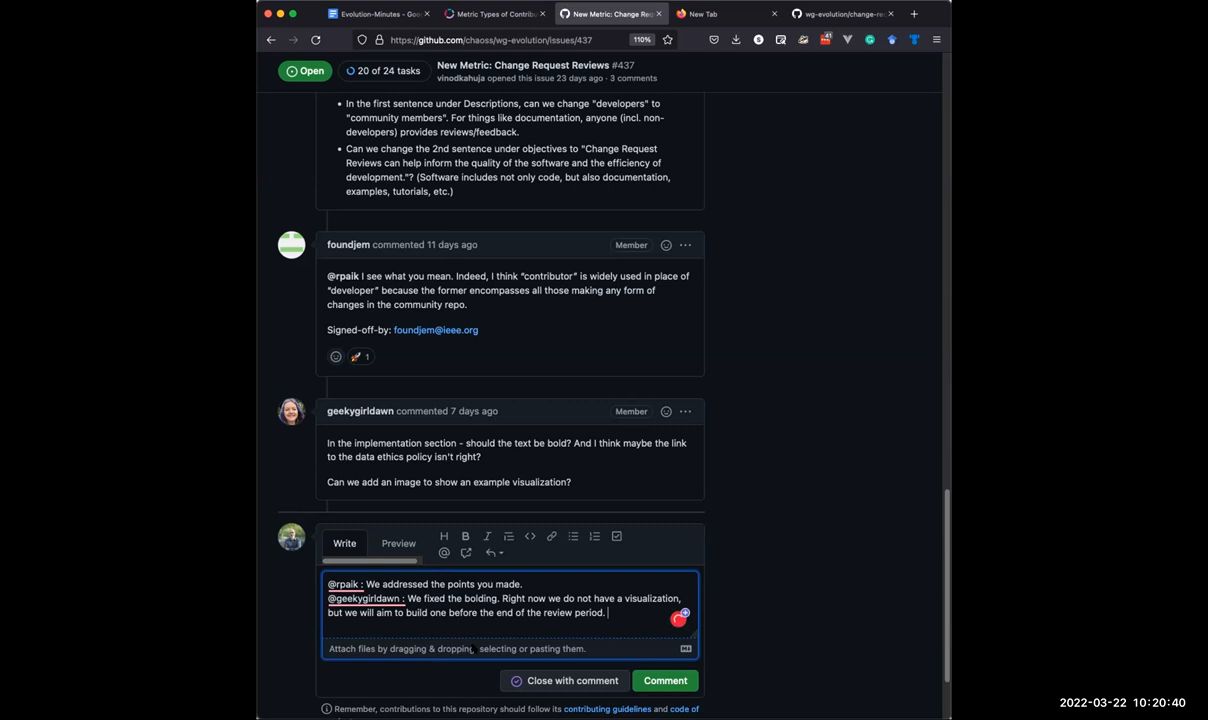 Evolution-Minutes - Goo
Metric Types of Contribu
New Metric: Change Req
New Tab
wg-evolution/change-re
https://github.com/chaoss/wg-evolution/issues/437
110%
41
Open
20 of 24 tasks
New Metric: Change Request Reviews #437
vinodkahuja opened this issue 23 days ago · 3 comments
In the first sentence under Descriptions, can we change "developers" to
"community members". For things like documentation, anyone (incl. non-
developers) provides reviews/feedback.
Can we change the 2nd sentence under objectives to "Change Request
Reviews can help inform the quality of the software and the efficiency of
development."? (Software includes not only code, but also documentation,
examples, tutorials, etc.)
foundjem commented 11 days ago
Member
@rpaik I see what you mean. Indeed, I think “contributor” is widely used in place of
“developer” because the former encompasses all those making any form of
changes in the community repo.
Signed-off-by: foundjem@ieee.org
1
geekygirldawn commented 7 days ago
Member
In the implementation section - should the text be bold? And I think maybe the link
to the data ethics policy isn't right?
Can we add an image to show an example visualization?
Write
Preview
@rpaik : We addressed the points you made.
@geekygirldawn : We fixed the bolding. Right now we do not have a visualization,
but we will aim to build one before the end of the review period.
Attach files by dragging & dropping, selecting or pasting them.
Close with comment
Comment
Remember, contributions to this repository should follow its contributing guidelines and code of
2022-03-22 10:20:40